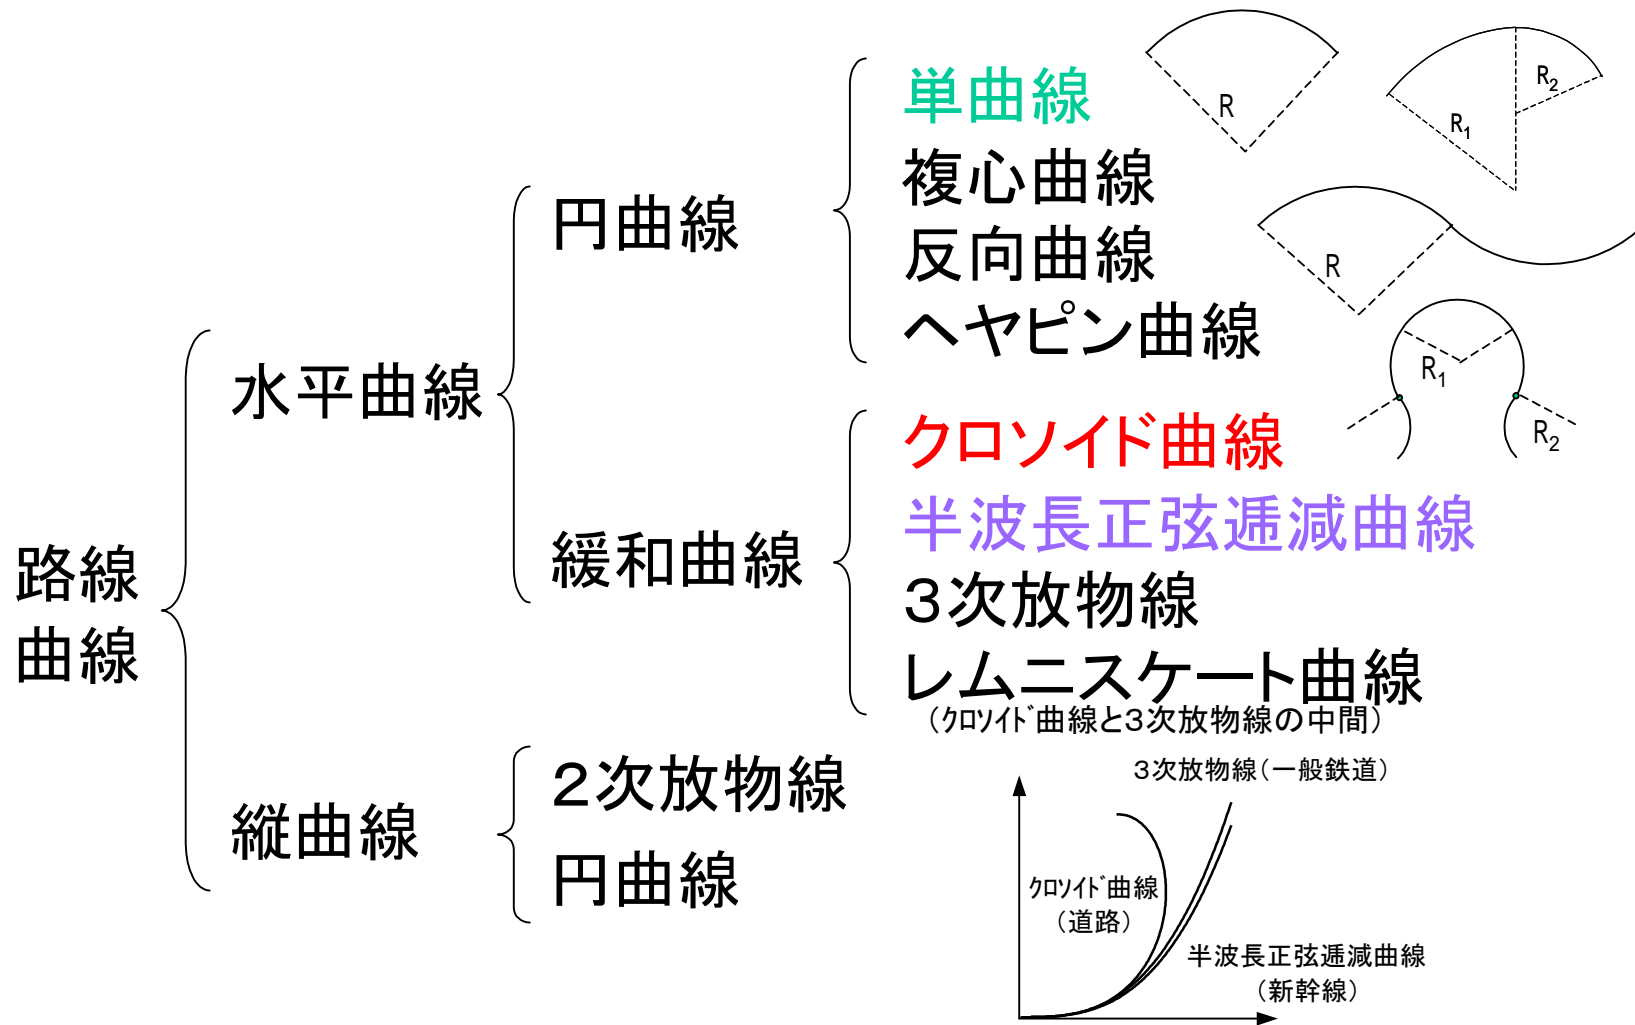 路線
曲線
水平曲線
縦曲線
円曲線
緩和曲線
2次放物線
円曲線
単曲線
複心曲線
反向曲線
ヘヤピン曲線
クロソイド曲線
半波長正弦逓減曲線
3次放物線
レムニスケート曲線
（クロソイド曲線と3次放物線の中間）
R
R1
R2
R
R1
R2
3次放物線（一般鉄道）
クロソイド曲線
（道路）
半波長正弦逓減曲線
（新幹線）